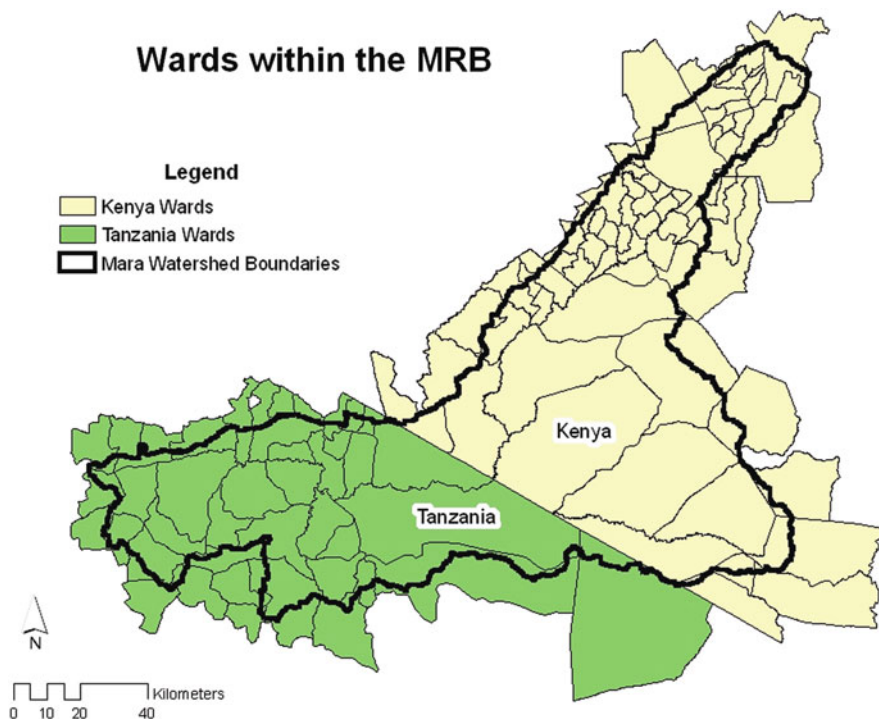 Wards within the MRB
Legend
Kenya Wards
Tanzania Wards
Mara Watershed Boundaries
Kenya
Tanzania
N
Kilometers
0 10 20 40